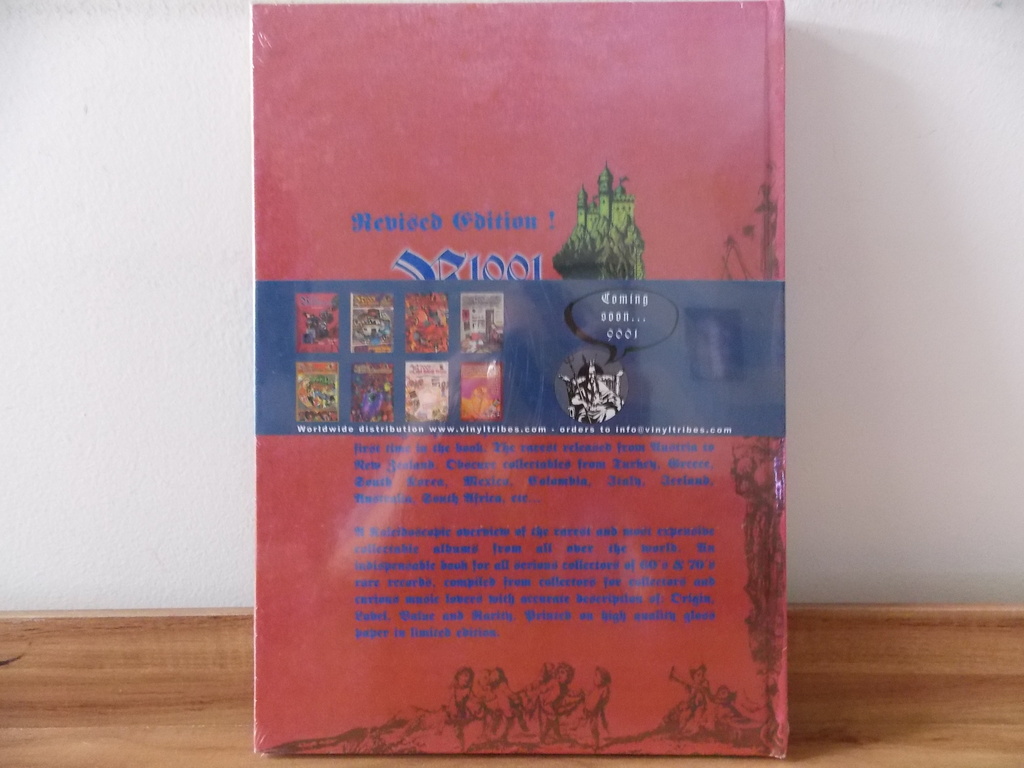 Revised Edition !
1001
Coming
soon...
9001
Worldwide distribution www.vinyltribes.com - orders to info@vinyltribes.com
first time in the book. The rarest released from Austria to
New Zealand. Obscure collectables from Turkey, Greece,
South Korea, Mexico, Colombia, Italy, Iceland,
Australia, South Africa, etc...
A Kaleidoscopic overview of the rarest and most expensive
collectable albums from all over the world. An
indispensable book for all serious collectors of 60's & 70's
rare records, compiled from collectors for collectors and
curious music lovers with accurate description of: Origin,
Label, Value and Rarity. Printed on high quality gloss
paper in limited edition.